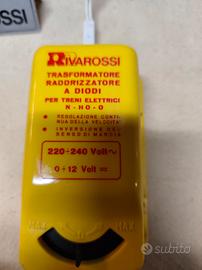 RIVAROSSI
TRASFORMATORE
RADDRIZZATORE
A DIODI
PER TRENI ELETTRICI
N-HO-O
● REGOLAZIONE CONTI-
NUA DELLA VELOCITA'
● INVERSIONE DEL
SENSO DI MARCIA
220÷240 Volt ~
0÷12 Volt =
MAX
MAX
subito